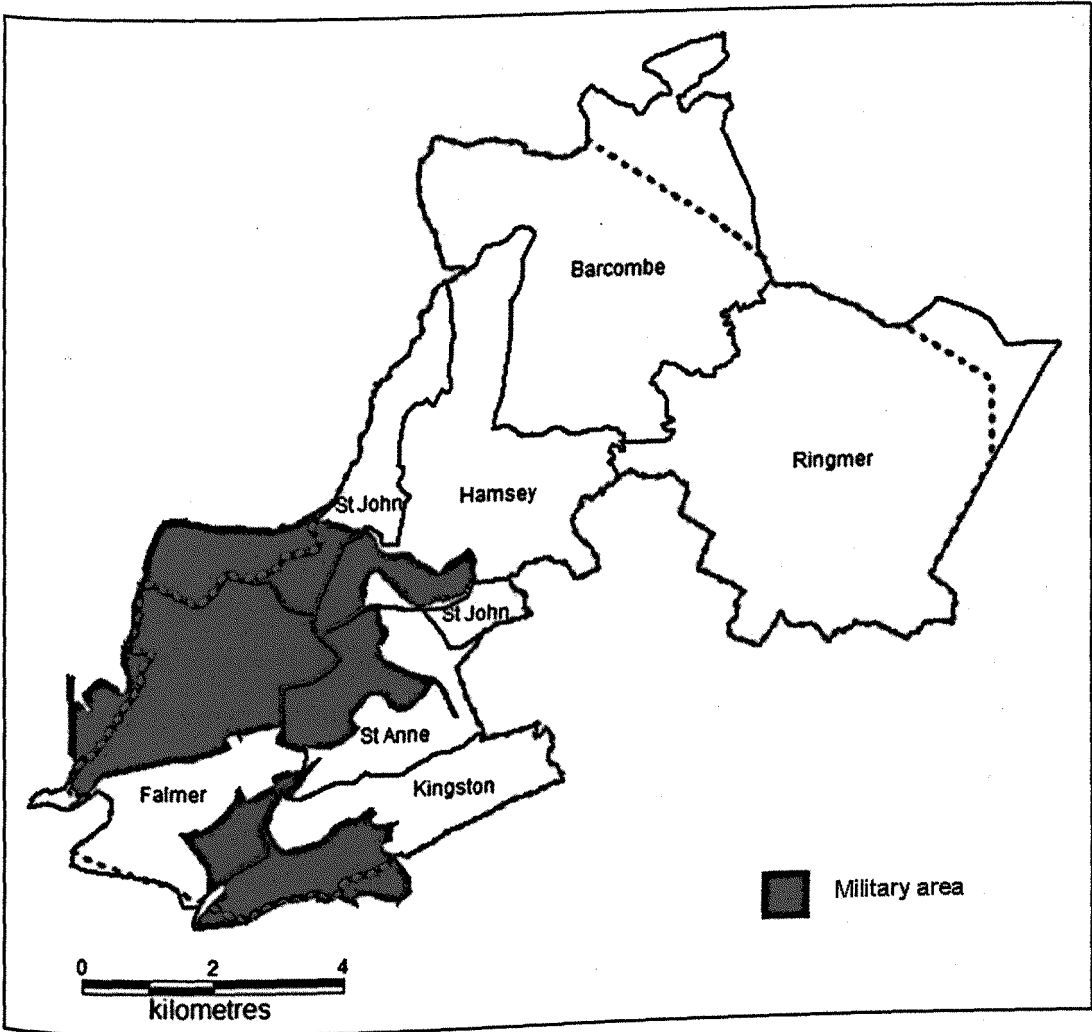 Barcombe
Ringmer
St John
Hamsey
St John
St Anne
Falmer
Kingston
Military area
0 2 4
kilometres